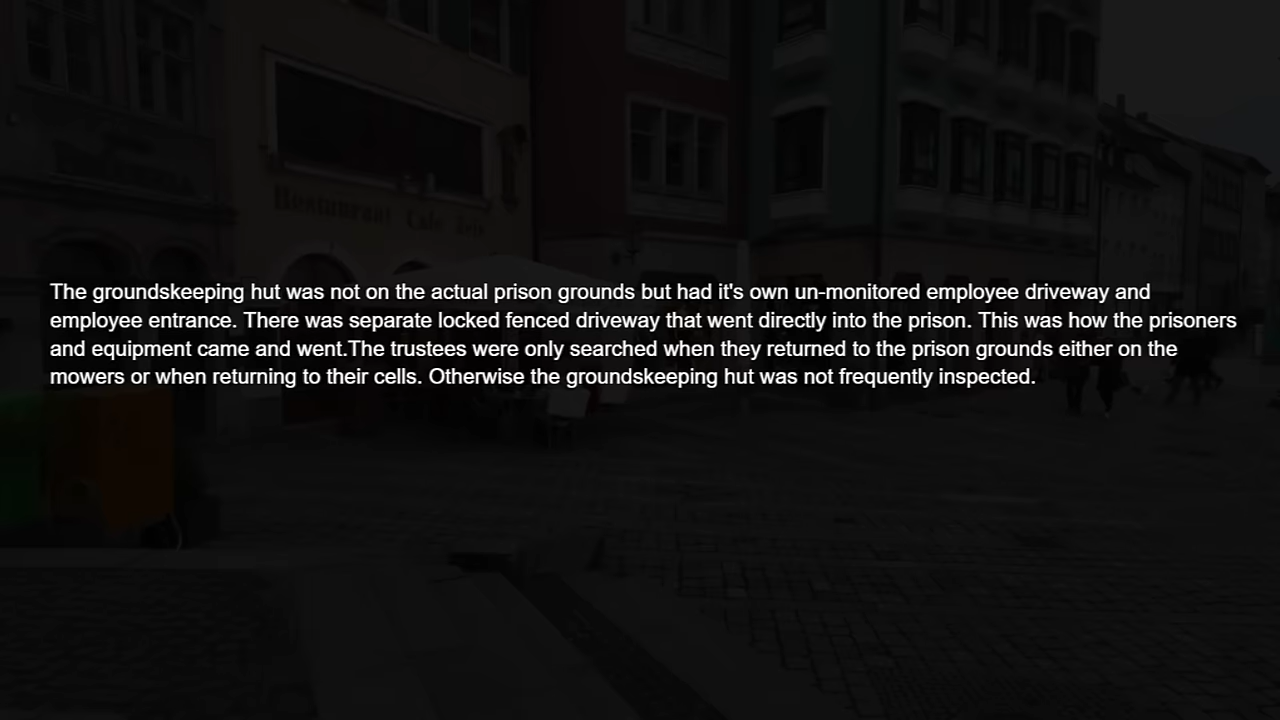 The groundskeeping hut was not on the actual prison grounds but had it's own un-monitored employee driveway and
employee entrance. There was separate locked fenced driveway that went directly into the prison. This was how the prisoners
and equipment came and went.The trustees were only searched when they returned to the prison grounds either on the
mowers or when returning to their cells. Otherwise the groundskeeping hut was not frequently inspected.